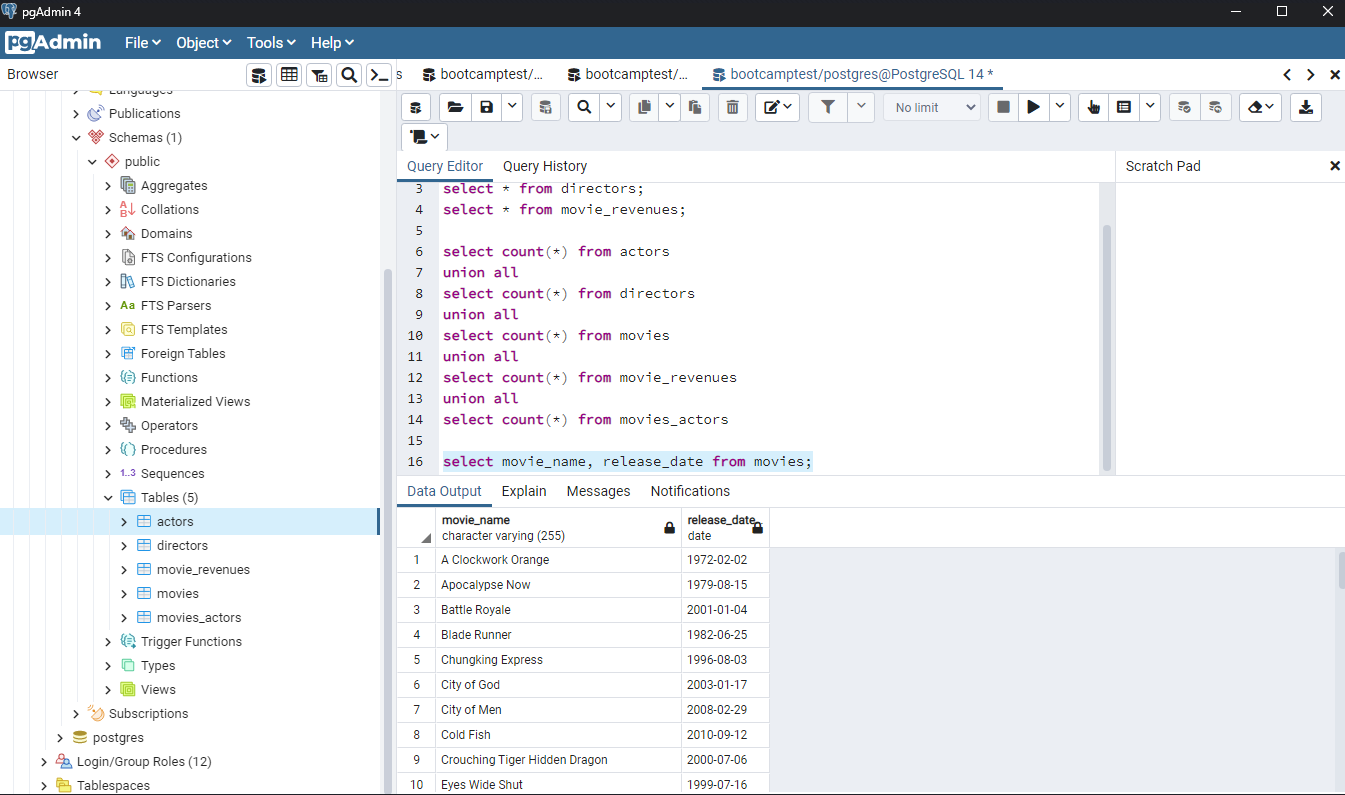 pgAdmin 4
pgAdmin File Object Tools Help
Browser
s bootcamptest/... bootcamptest/... bootcamptest/postgres@PostgreSQL 14 *
No limit
Languages
Publications
Schemas (1)
public
Aggregates
Collations
Domains
FTS Configurations
FTS Dictionaries
FTS Parsers
FTS Templates
Foreign Tables
Functions
Materialized Views
Operators
Procedures
1..3 Sequences
Tables (5)
actors
directors
movie_revenues
movies
movies_actors
Trigger Functions
Types
Views
Subscriptions
postgres
Login/Group Roles (12)
Tablespaces
Query Editor Query History
Scratch Pad
3 select * from directors;
4 select * from movie_revenues;
5
6 select count(*) from actors
7 union all
8 select count(*) from directors
9 union all
10 select count(*) from movies
11 union all
12 select count(*) from movie_revenues
13 union all
14 select count(*) from movies_actors
15
16 select movie_name, release_date from movies;
Data Output Explain Messages Notifications
movie_name release_date
character varying (255) date
1 A Clockwork Orange 1972-02-02
2 Apocalypse Now 1979-08-15
3 Battle Royale 2001-01-04
4 Blade Runner 1982-06-25
5 Chungking Express 1996-08-03
6 City of God 2003-01-17
7 City of Men 2008-02-29
8 Cold Fish 2010-09-12
9 Crouching Tiger Hidden Dragon 2000-07-06
10 Eyes Wide Shut 1999-07-16